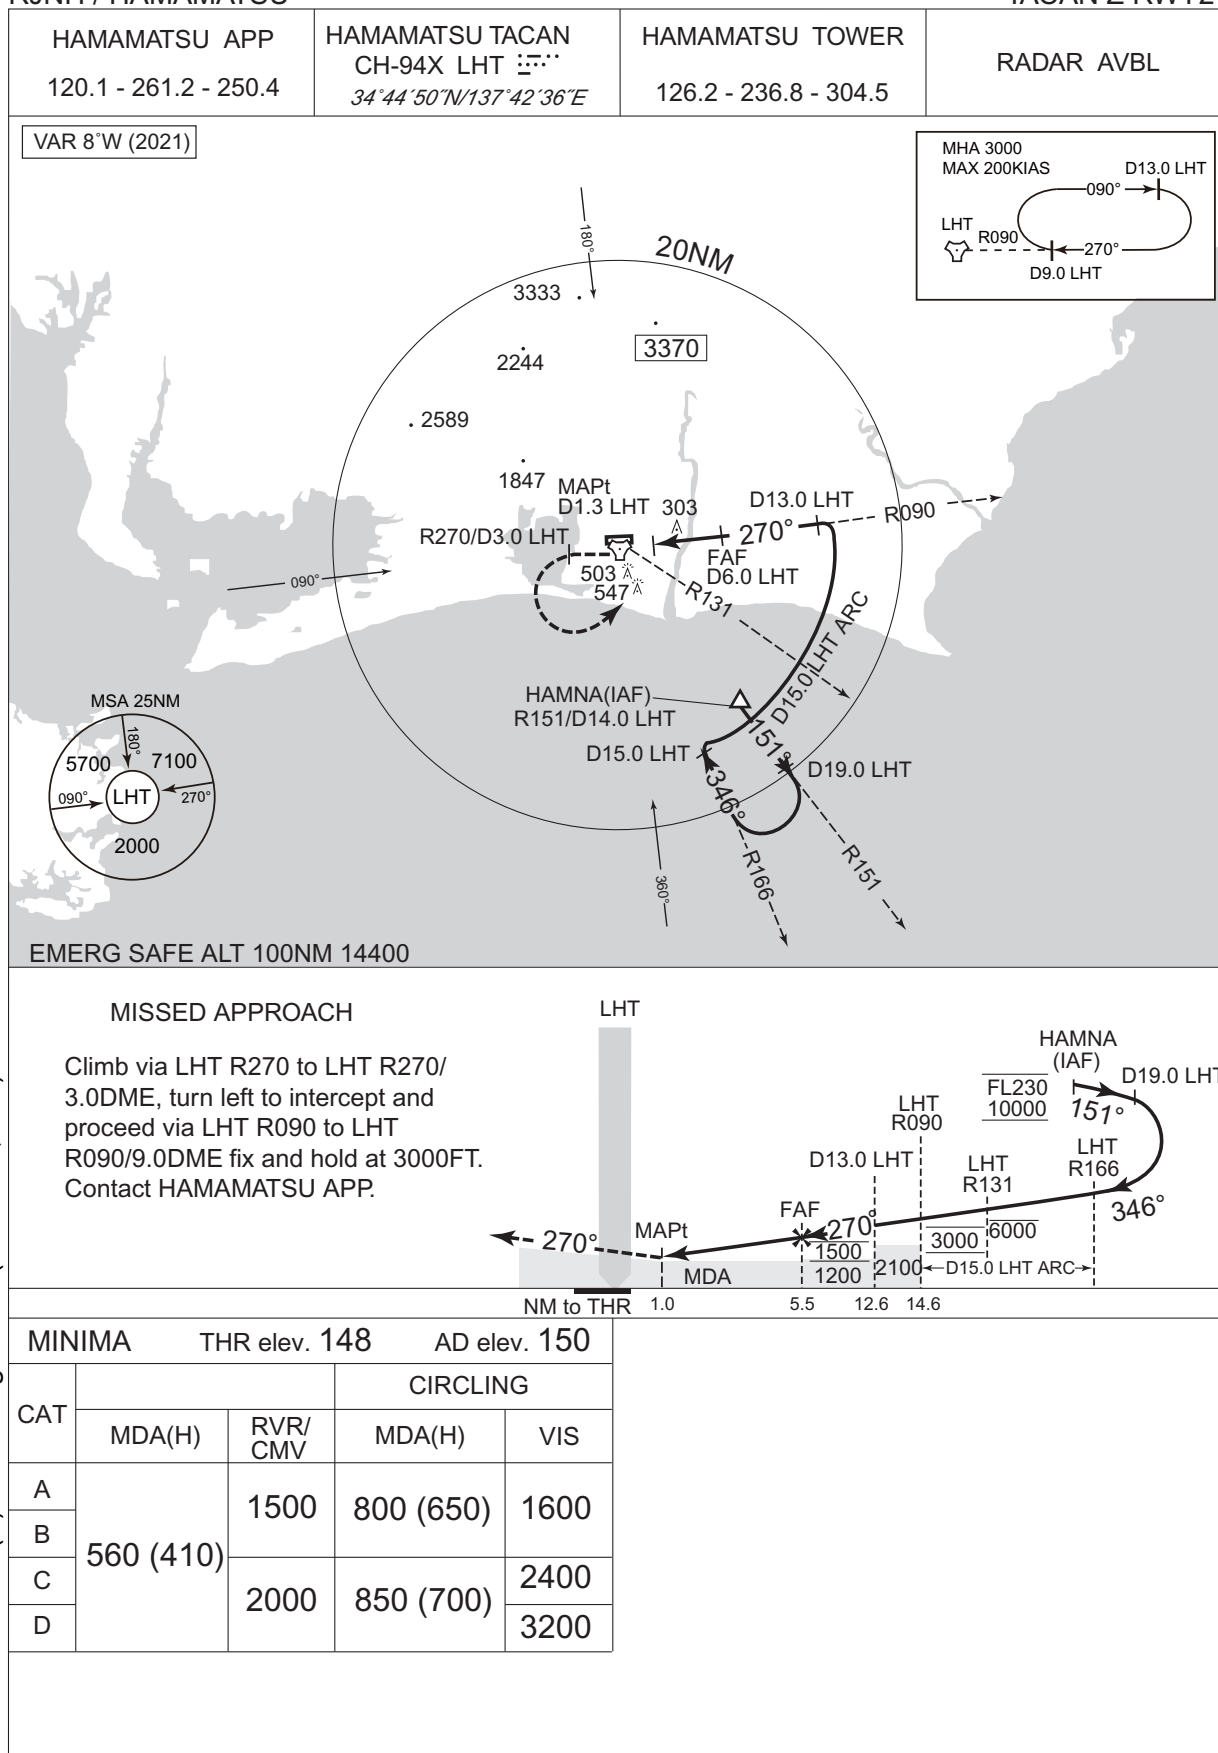 HAMAMATSU APP
120.1 - 261.2 - 250.4
HAMAMATSU TACAN
CH-94X LHT
34˚44´50˝N/137˚42´36˝E
HAMAMATSU TOWER
126.2 - 236.8 - 304.5
RADAR AVBL
VAR 8˚W (2021)
MHA 3000
MAX 200KIAS
D13.0 LHT
090°
LHT
R090
270°
D9.0 LHT
180°
20NM
3333
3370
2244
2589
1847
MAPt
D1.3 LHT
303
D13.0 LHT
R090
R270/D3.0 LHT
270°
FAF
D6.0 LHT
503
547
090°
R131
D15.0 LHT ARC
HAMNA(IAF)
R151/D14.0 LHT
151°
D15.0 LHT
D19.0 LHT
346°
R166
R151
360°
MSA 25NM
180°
5700
7100
090°
LHT
270°
2000
EMERG SAFE ALT 100NM 14400
MISSED APPROACH
Climb via LHT R270 to LHT R270/
3.0DME, turn left to intercept and
proceed via LHT R090 to LHT
R090/9.0DME fix and hold at 3000FT.
Contact HAMAMATSU APP.
LHT
HAMNA
(IAF)
FL230
10000
151°
D19.0 LHT
LHT
R090
D13.0 LHT
LHT
R131
LHT
R166
346°
FAF
270°
MAPt
270°
1500
3000
6000
MDA
1200
2100
D15.0 LHT ARC
NM to THR 1.0 5.5 12.6 14.6
MINIMA THR elev. 148 AD elev. 150
CAT
CIRCLING
MDA(H)
RVR/
CMV
MDA(H)
VIS
A
B
C
D
560 (410)
1500
2000
800 (650)
850 (700)
1600
2400
3200